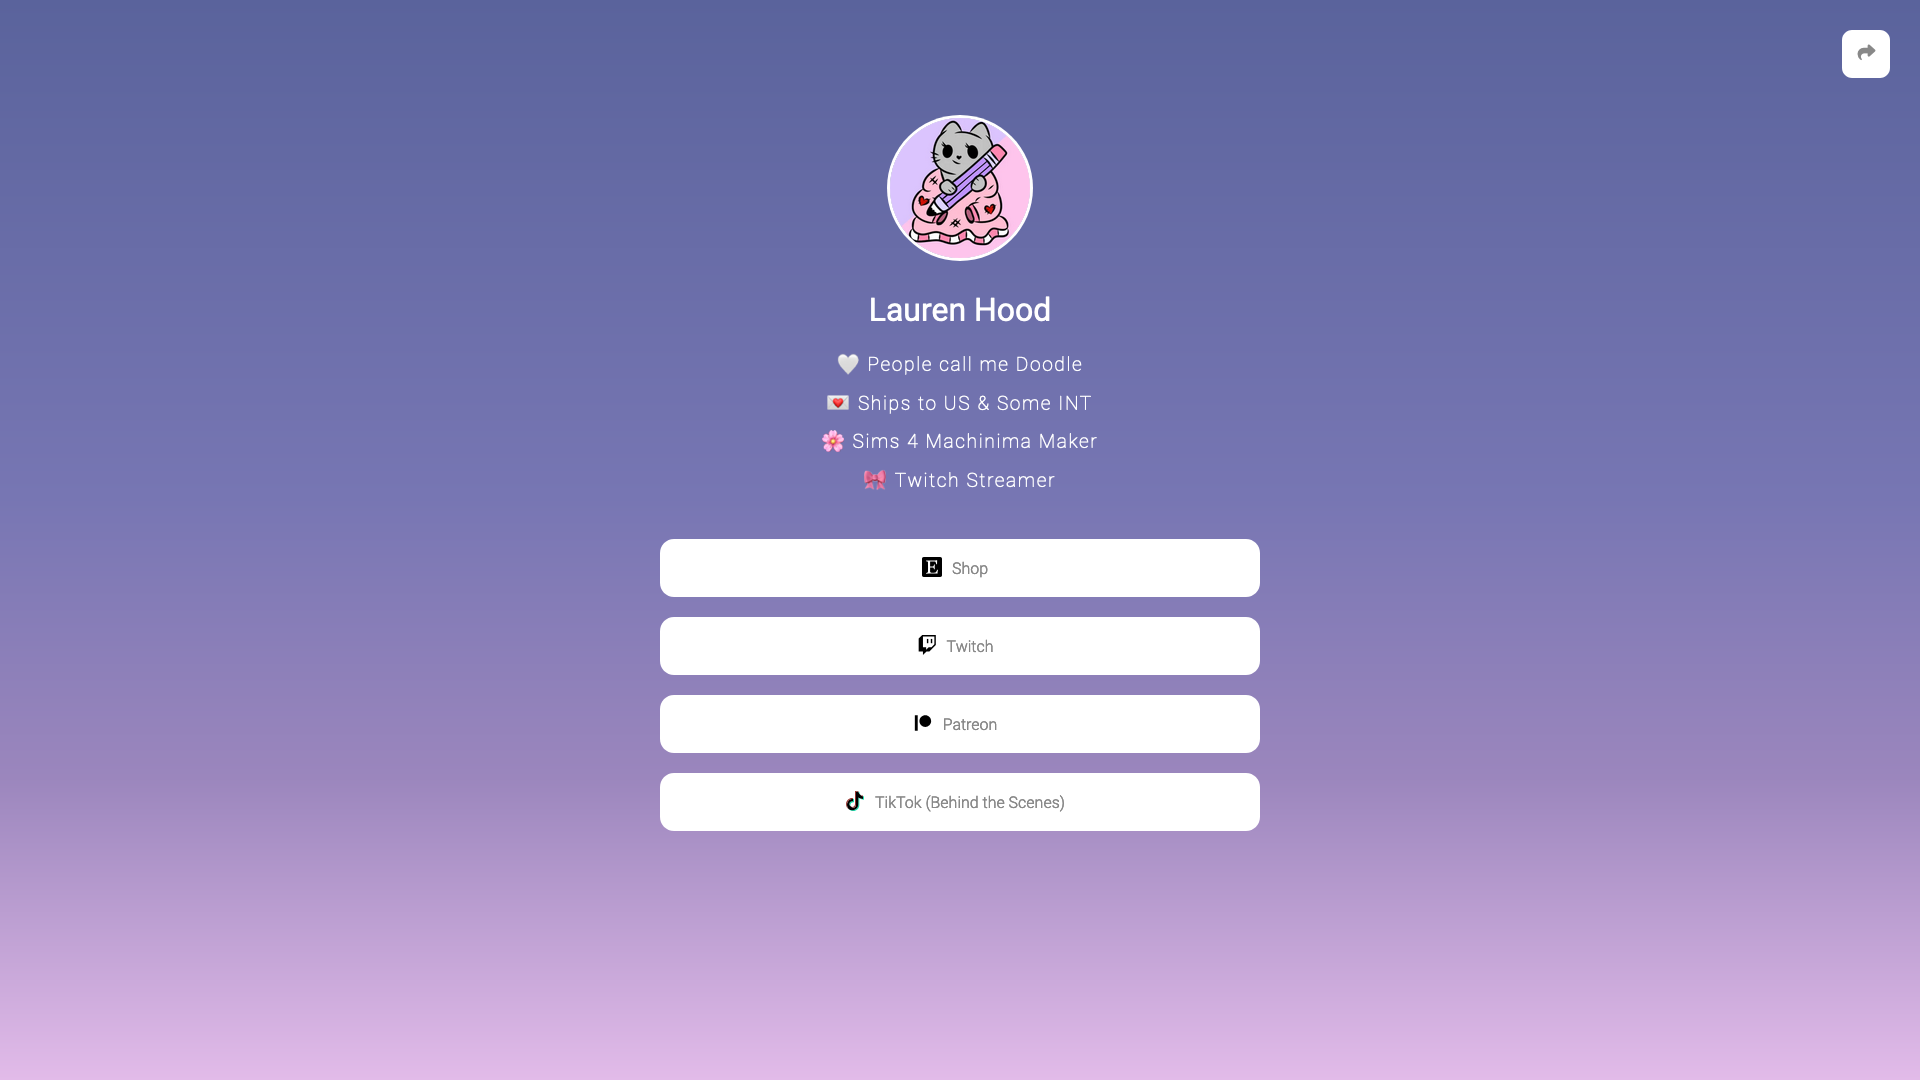 Lauren Hood
🤍 People call me Doodle
💌 Ships to US & Some INT
🌸 Sims 4 Machinima Maker
🎀 Twitch Streamer
Shop
Twitch
Patreon
TikTok (Behind the Scenes)